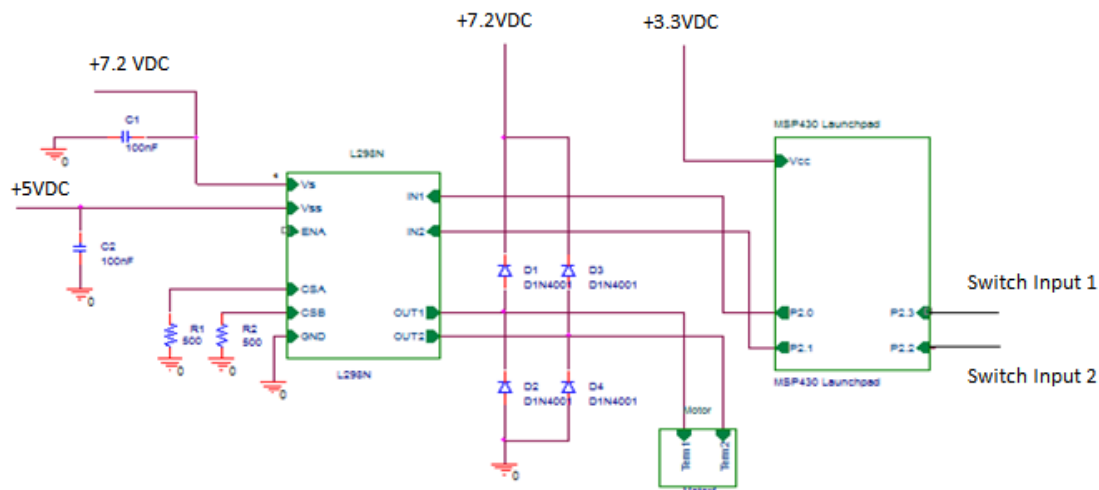 +7.2VDC
+3.3VDC
+7.2 VDC
C1
100nF
0
MSP430 Launchpad
L298N
Vcc
+5VDC
Vs
Vss
IN1
ENA
IN2
C2
100nF
0
D1
D1N4001
D3
D1N4001
Switch Input 1
CSA
CSB
OUT1
P2.0
P2.3
R1
500
R2
500
GND
OUT2
P2.1
P2.2
0
0
0
L298N
Switch Input 2
MSP430 Launchpad
D2
D1N4001
D4
D1N4001
Motor
Term1
Term2
0